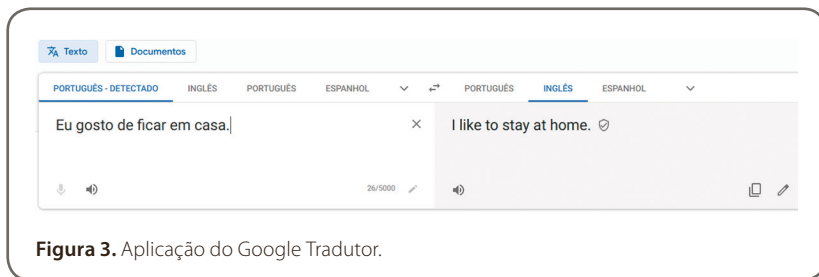 Texto Documentos
PORTUGUÊS - DETECTADO INGLÊS PORTUGUÊS ESPANHOL PORTUGUÊS INGLÊS ESPANHOL
Eu gosto de ficar em casa. I like to stay at home.
26/5000
Figura 3. Aplicação do Google Tradutor.